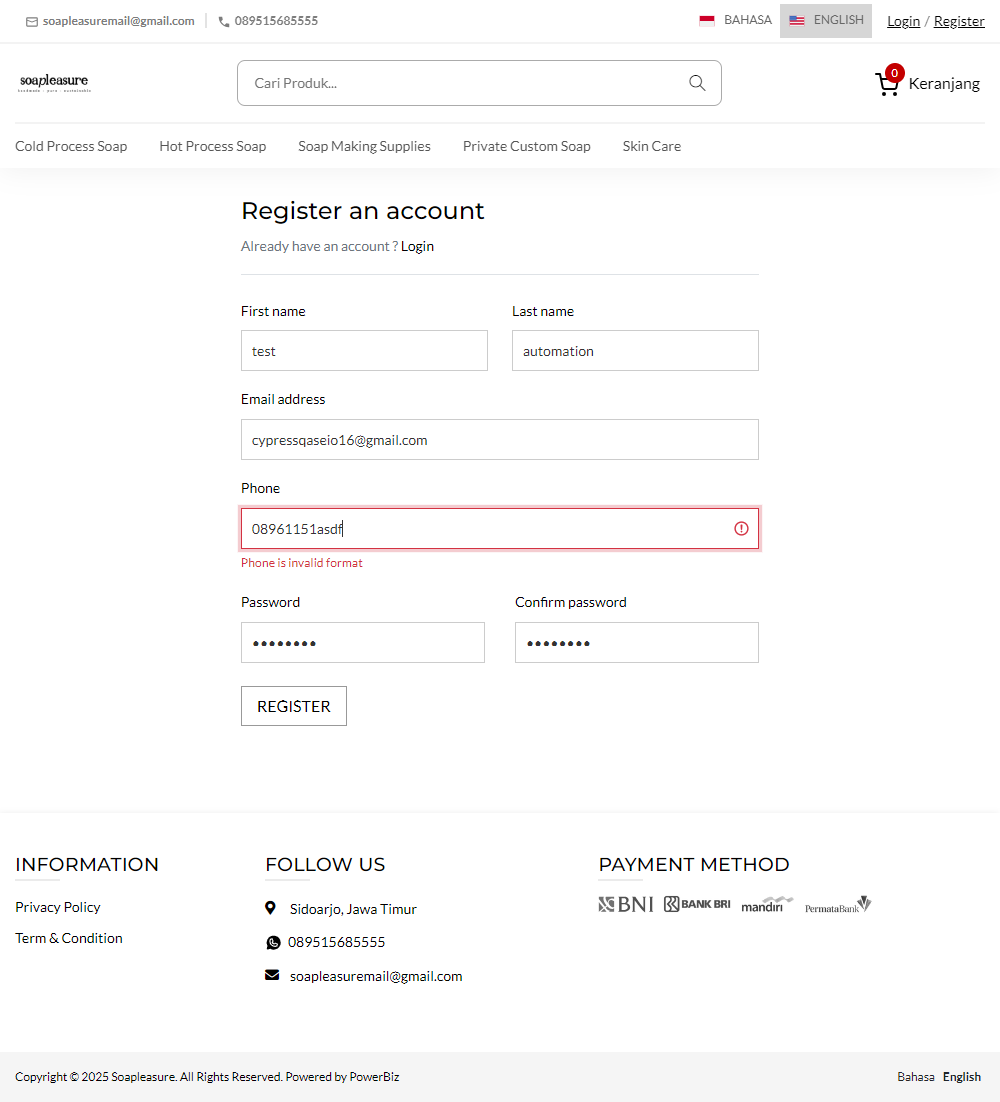 soapleasuremail@gmail.com 089515685555 BAHASA ENGLISH Login / Register
soapleasure
handmade · pure · sustainable
Cari Produk...
0
Keranjang
Cold Process Soap Hot Process Soap Soap Making Supplies Private Custom Soap Skin Care
Register an account
Already have an account ? Login
First name Last name
test automation
Email address
cypressqaseio16@gmail.com
Phone
08961151asdf
Phone is invalid format
Password Confirm password
REGISTER
INFORMATION FOLLOW US PAYMENT METHOD
Privacy Policy Sidoarjo, Jawa Timur BNI BANK BRI mandiri PermataBank
Term & Condition 089515685555
soapleasuremail@gmail.com
Copyright © 2025 Soapleasure. All Rights Reserved. Powered by PowerBiz Bahasa English